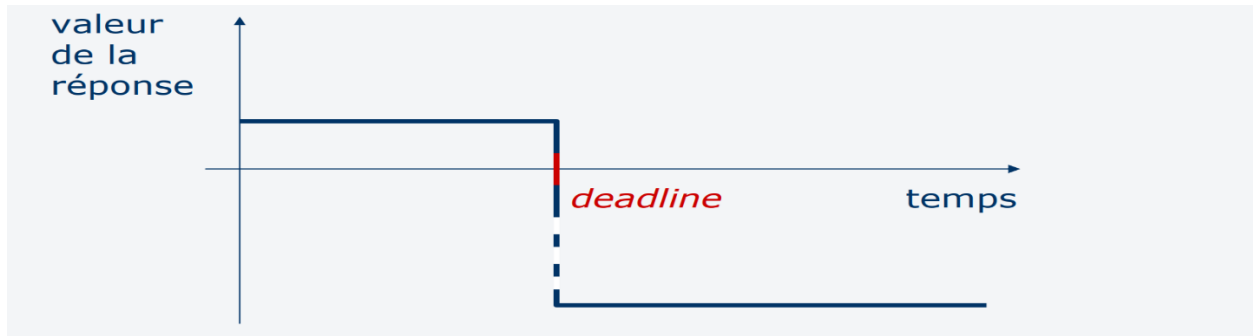 valeur
de la
réponse
deadline
temps